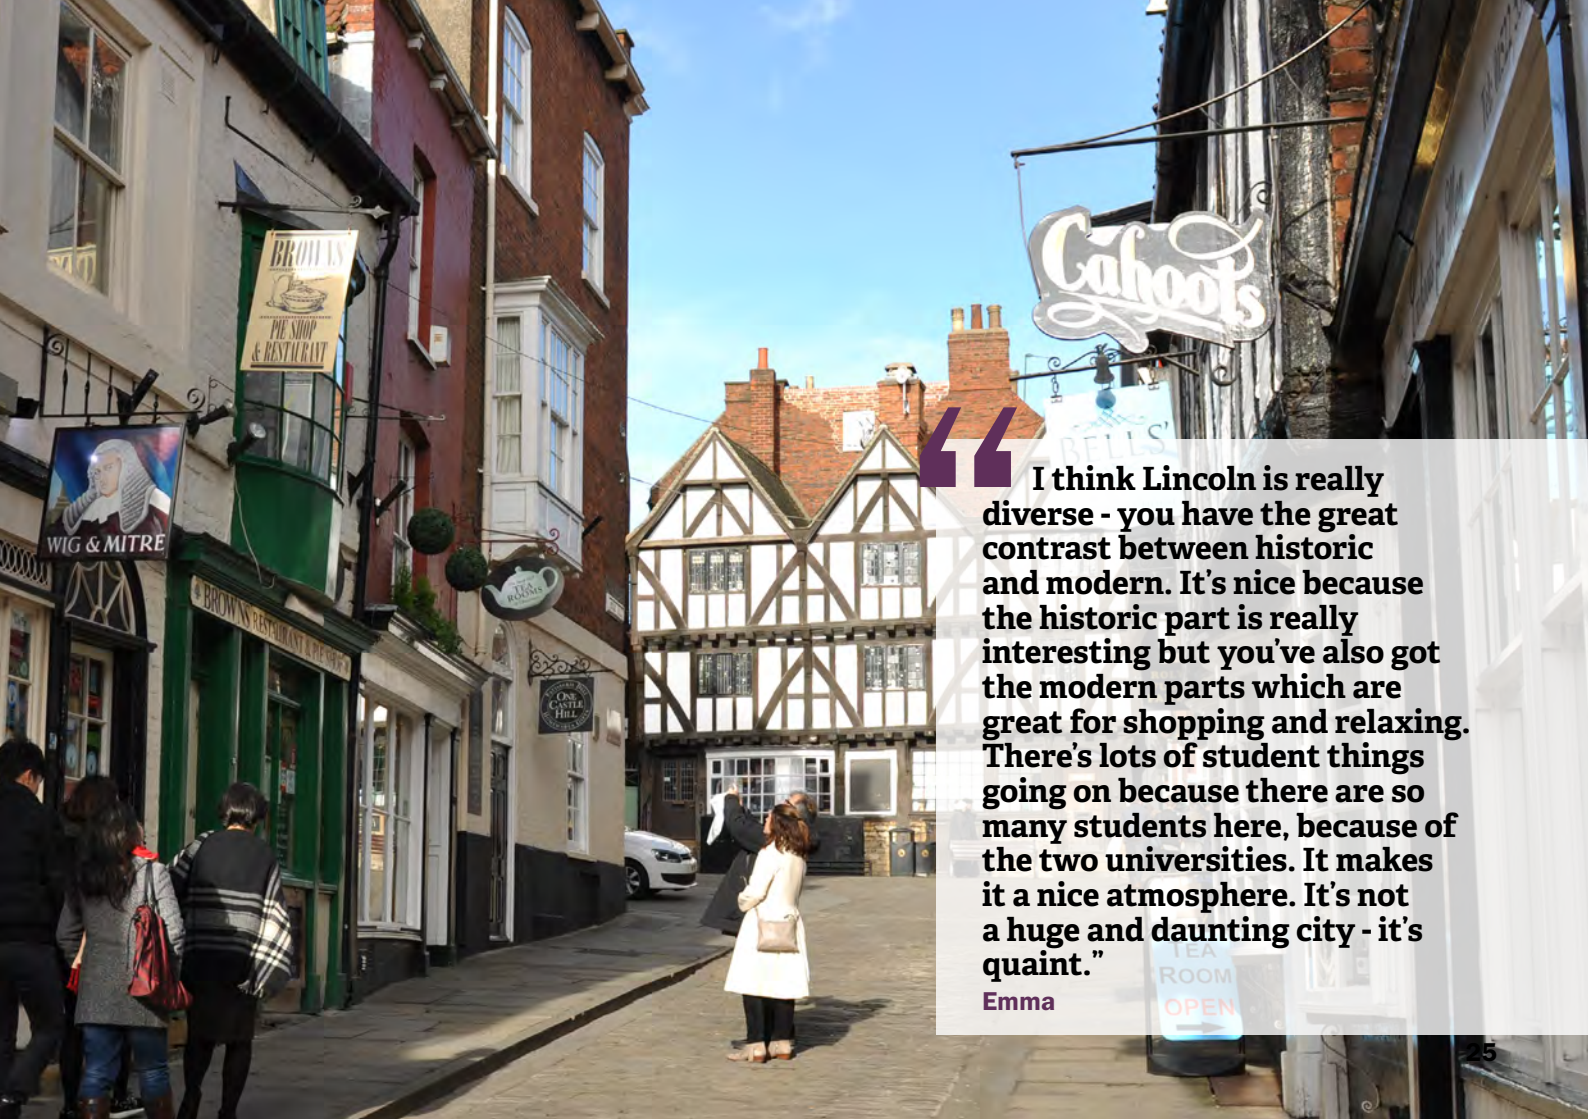 BROWNS
PIE SHOP
& RESTAURANT
WIG & MITRE
BROWNS RESTAURANT & PIE SHOP
TEA
ROOMS
ONE
CASTLE
HILL
Cahoots
BELLS'
“ I think Lincoln is really
diverse - you have the great
contrast between historic
and modern. It’s nice because
the historic part is really
interesting but you’ve also got
the modern parts which are
great for shopping and relaxing.
There’s lots of student things
going on because there are so
many students here, because of
the two universities. It makes
it a nice atmosphere. It’s not
a huge and daunting city - it’s
quaint.”
Emma
TEA
ROOM
OPEN
25